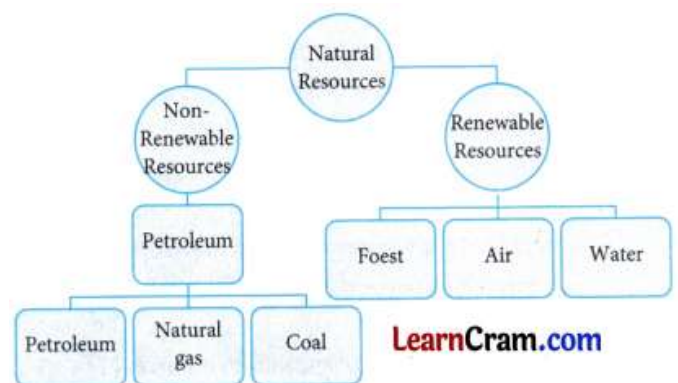 Natural
Resources
Non-
Renewable
Resources
Renewable
Resources
Petroleum
Foest
Air
Water
Petroleum
Natural
gas
Coal
LearnCram.com